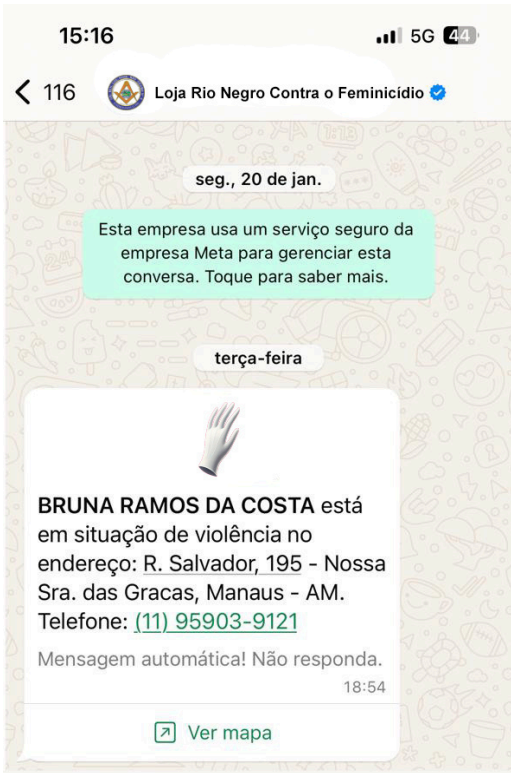 15:16
5G 44
116
Loja Rio Negro Contra o Feminicídio
seg., 20 de jan.
Esta empresa usa um serviço seguro da
empresa Meta para gerenciar esta
conversa. Toque para saber mais.
terça-feira
BRUNA RAMOS DA COSTA está
em situação de violência no
endereço: R. Salvador, 195 - Nossa
Sra. das Gracas, Manaus - AM.
Telefone: (11) 95903-9121
Mensagem automática! Não responda.
18:54
Ver mapa